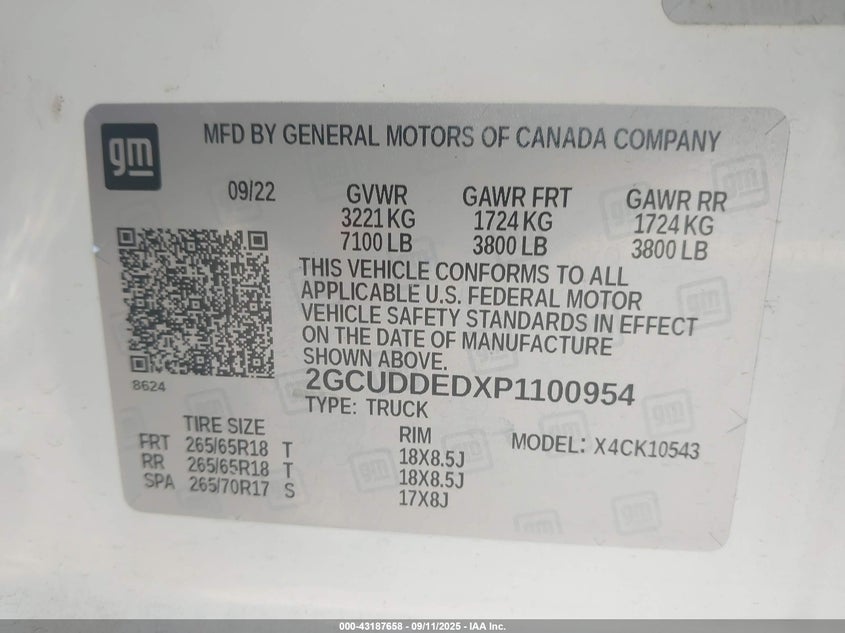 gm
MFD BY GENERAL MOTORS OF CANADA COMPANY
09/22
GVWR
3221 KG
7100 LB
GAWR FRT
1724 KG
3800 LB
GAWR RR
1724 KG
3800 LB
THIS VEHICLE CONFORMS TO ALL
APPLICABLE U.S. FEDERAL MOTOR
VEHICLE SAFETY STANDARDS IN EFFECT
ON THE DATE OF MANUFACTURE
SHOWN ABOVE.
8624
2GCUDDEDXP1100954
TYPE: TRUCK
TIRE SIZE
FRT 265/65R18 T
RR 265/65R18 T
SPA 265/70R17 S
RIM
18X8.5J
18X8.5J
17X8J
MODEL: X4CK10543
000-43187658 - 09/11/2025 - IAA Inc.